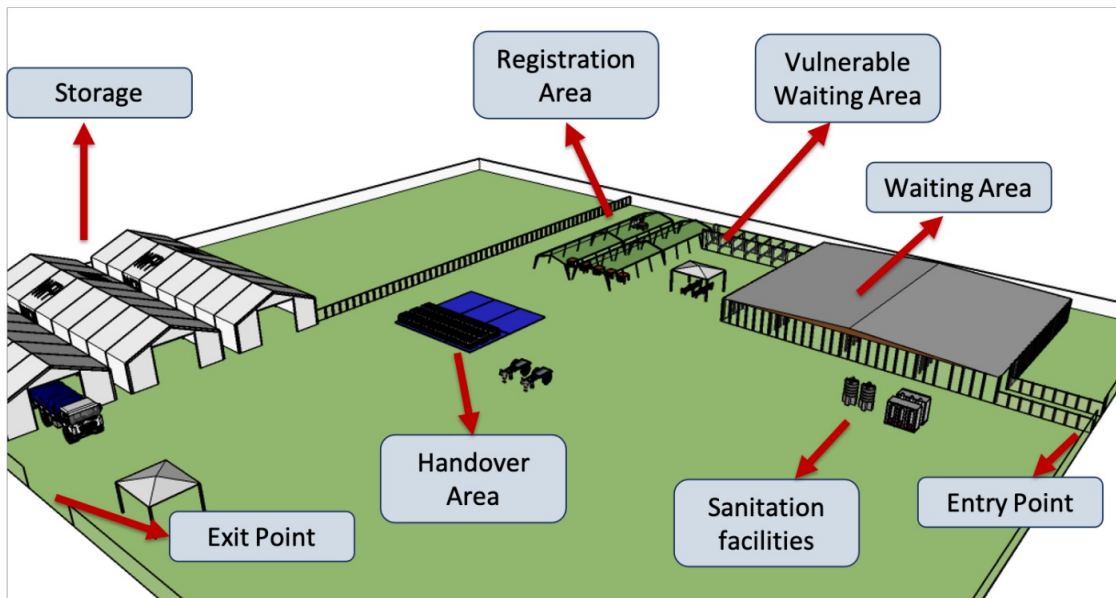 Storage
Registration
Area
Vulnerable
Waiting Area
Waiting Area
Handover
Area
Sanitation
facilities
Entry Point
Exit Point